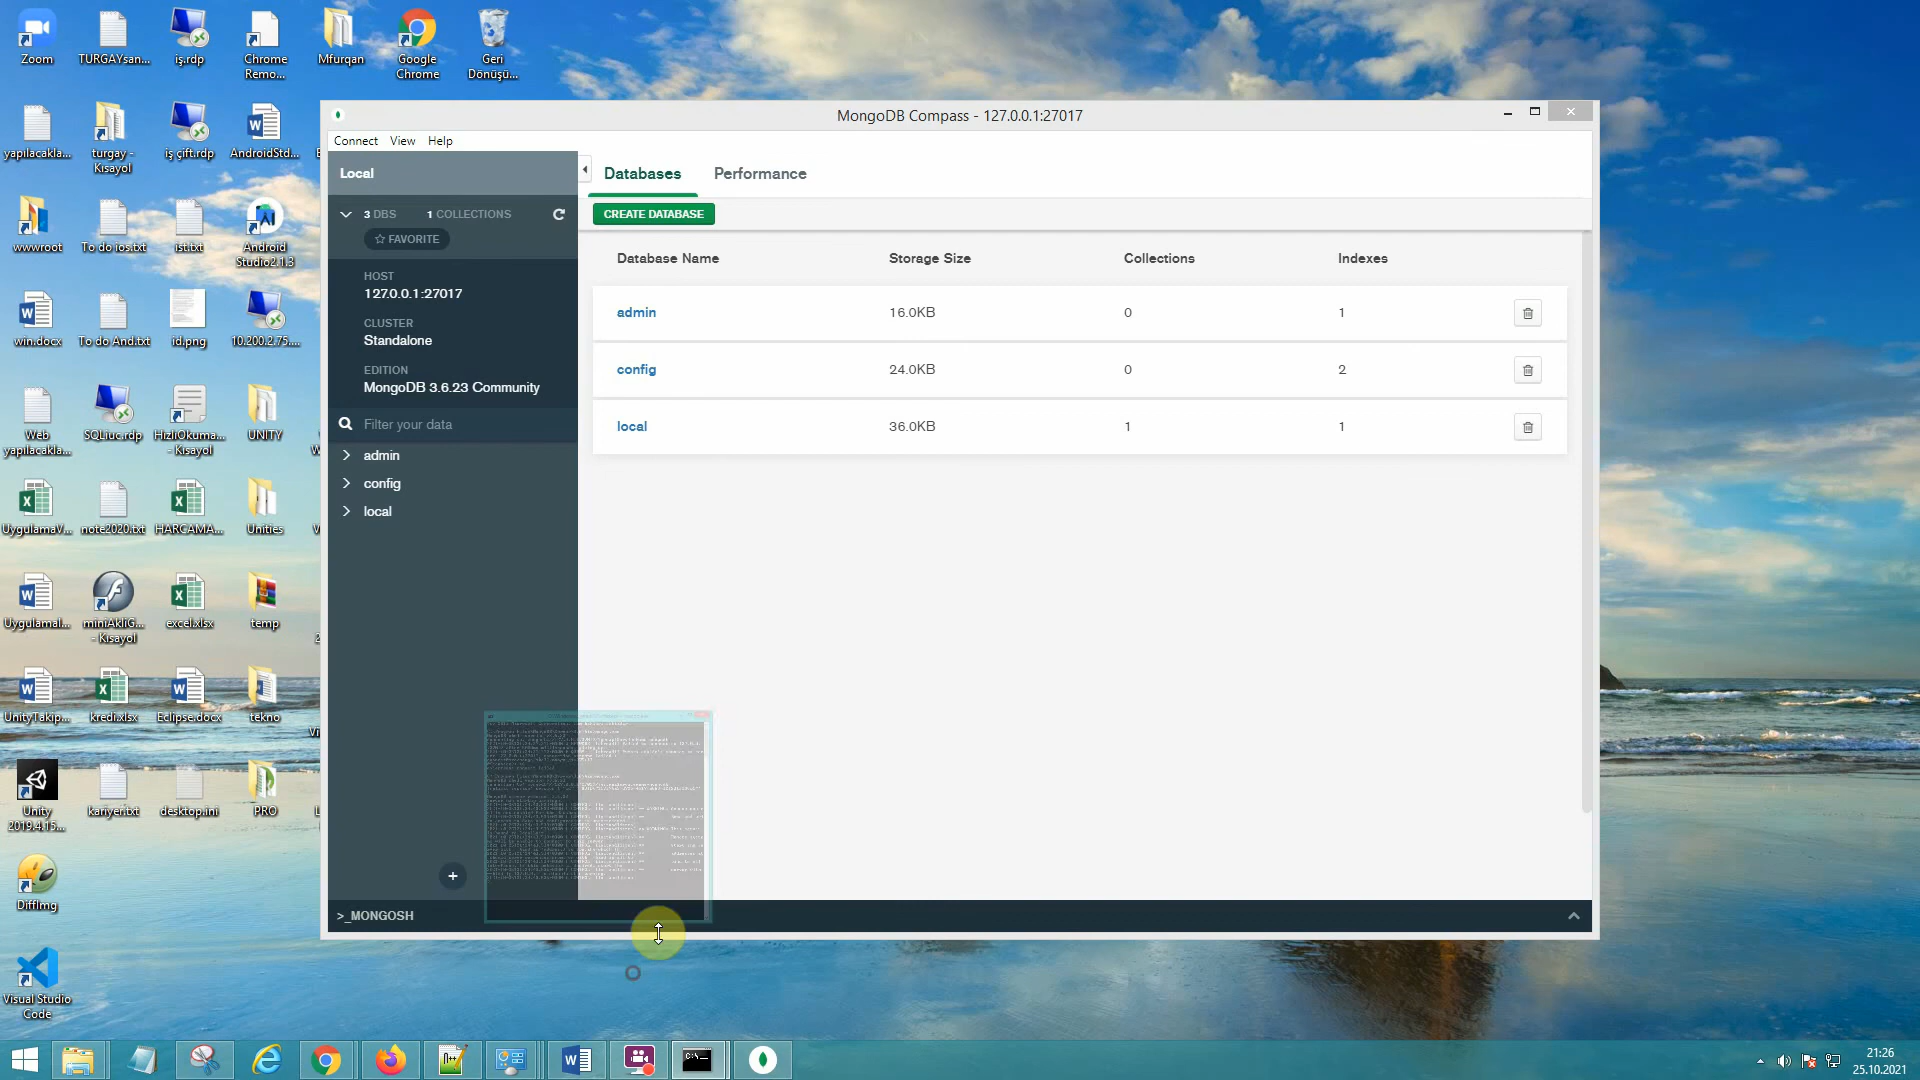 Zoom
TURGAYsan...
iş.rdp
Chrome
Remo...
Mfurqan
Google
Chrome
Geri
Dönüşü...
yapılacakla...
turgay -
Kısayol
iş çift.rdp
AndroidStd...
wwwroot
To do ios.txt
ist.txt
Android
Studio2.1.3
win.docx
To do And.txt
id.png
10.200.2.75....
Web
yapılacakla...
SQLiuc.rdp
HizliOkuma...
- Kısayol
UNITY
UygulamaV...
note2020.txt
HARCAMA...
Unities
Uygulamal...
miniAkliG...
- Kısayol
excel.xlsx
temp
UnityTakip...
kredi.xlsx
Eclipse.docx
tekno
Unity
2019.4.15...
kariyer.txt
desktop.ini
PRO
DiffImg
Visual Studio
Code
MongoDB Compass - 127.0.0.1:27017
Connect View Help
Local
3 DBS 1 COLLECTIONS
FAVORITE
HOST
127.0.0.1:27017
CLUSTER
Standalone
EDITION
MongoDB 3.6.23 Community
Filter your data
admin
config
local
>_MONGOSH
Databases Performance
CREATE DATABASE
Database Name Storage Size Collections Indexes
admin 16.0KB 0 1
config 24.0KB 0 2
local 36.0KB 1 1
21:26
25.10.2021